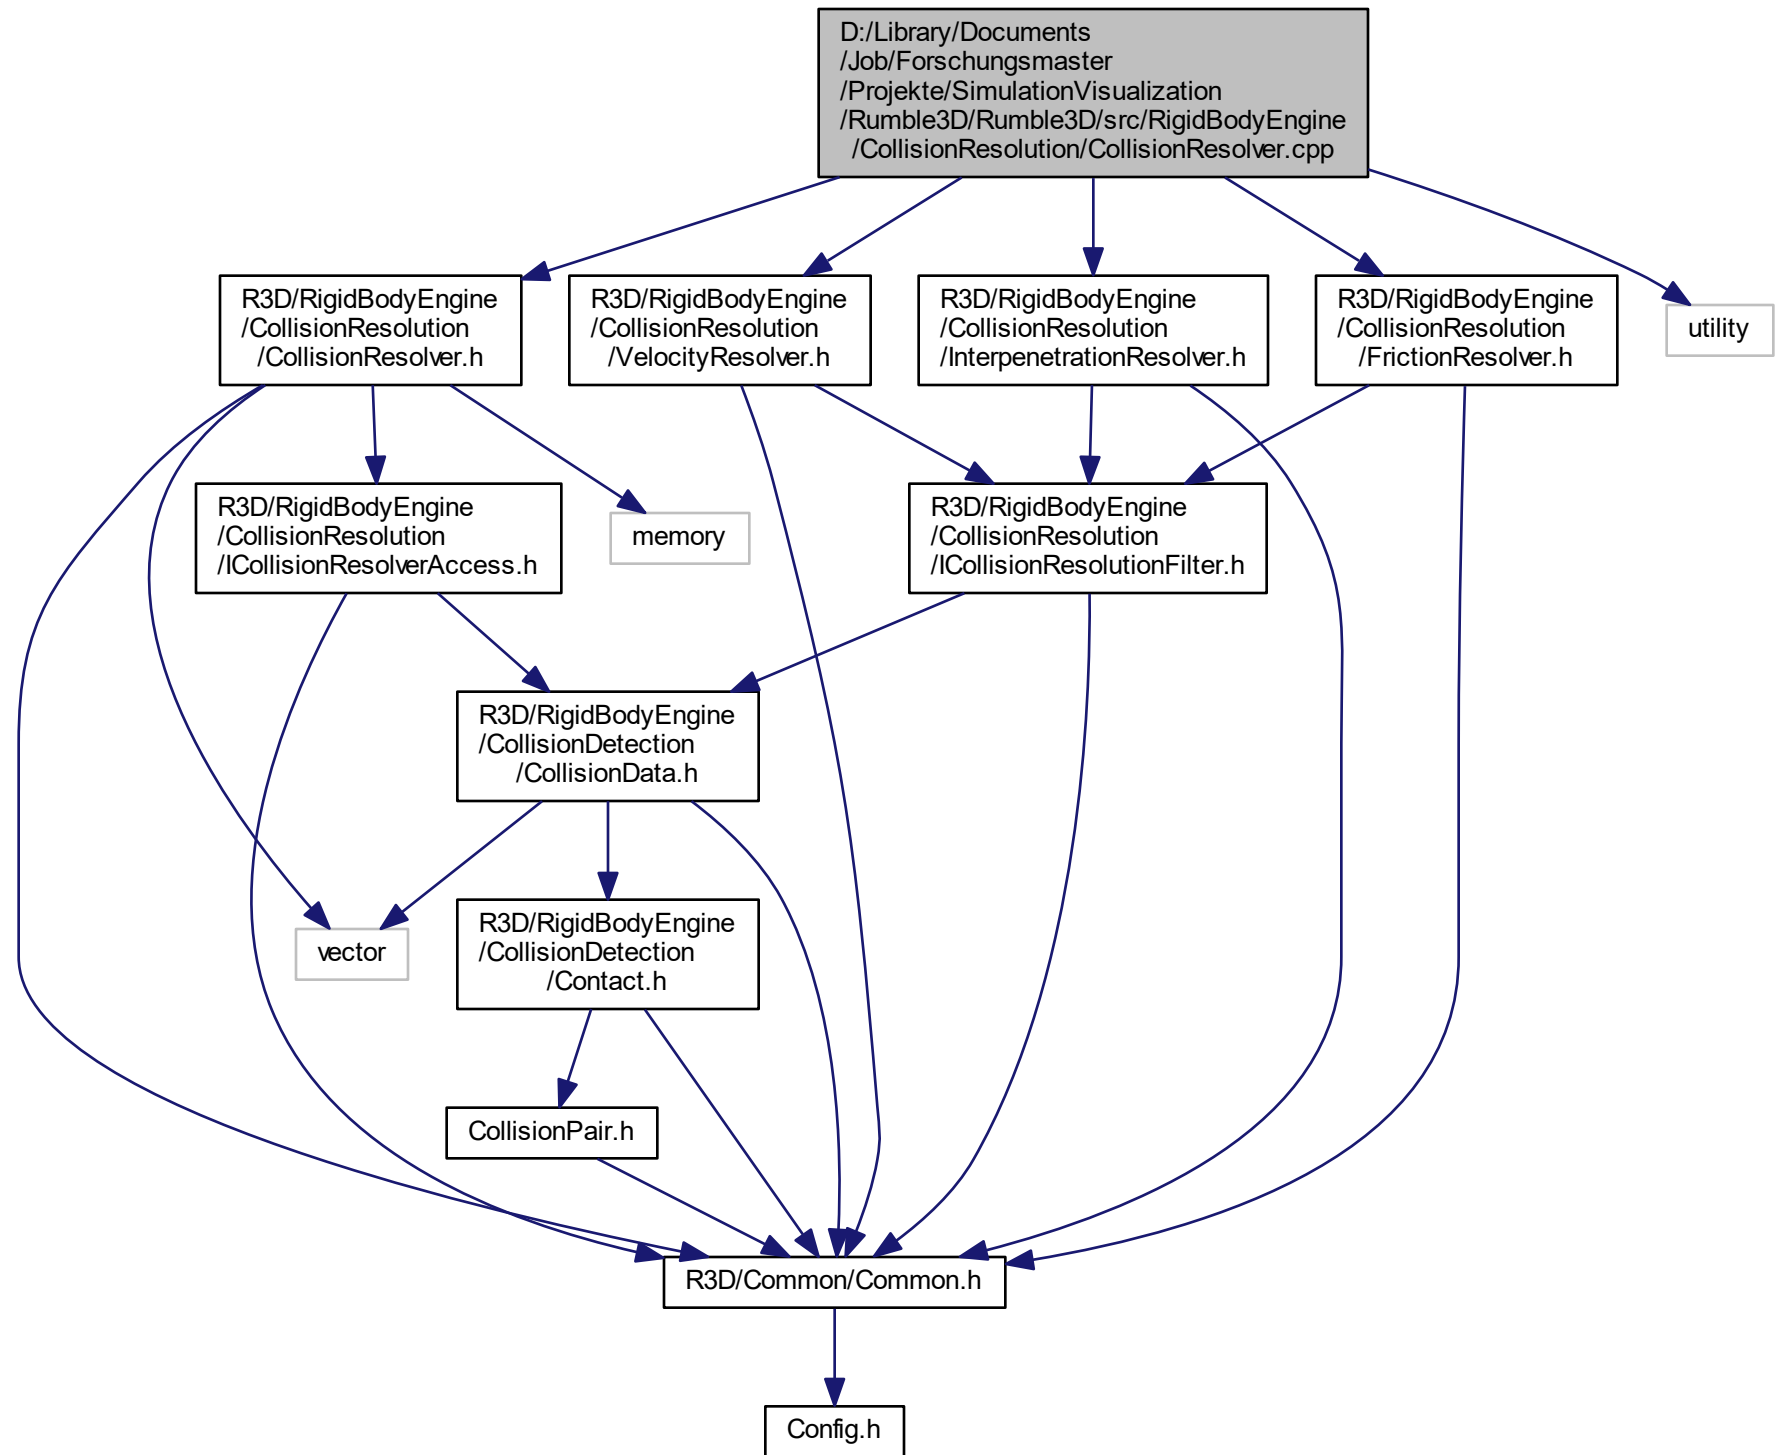 D:/Library/Documents
/Job/Forschungsmaster
/Projekte/SimulationVisualization
/Rumble3D/Rumble3D/src/RigidBodyEngine
/CollisionResolution/CollisionResolver.cpp
R3D/RigidBodyEngine
/CollisionResolution
/CollisionResolver.h
R3D/RigidBodyEngine
/CollisionResolution
/VelocityResolver.h
R3D/RigidBodyEngine
/CollisionResolution
/InterpenetrationResolver.h
R3D/RigidBodyEngine
/CollisionResolution
/FrictionResolver.h
utility
R3D/RigidBodyEngine
/CollisionResolution
/ICollisionResolverAccess.h
memory
R3D/RigidBodyEngine
/CollisionResolution
/ICollisionResolutionFilter.h
R3D/RigidBodyEngine
/CollisionDetection
/CollisionData.h
vector
R3D/RigidBodyEngine
/CollisionDetection
/Contact.h
CollisionPair.h
R3D/Common/Common.h
Config.h